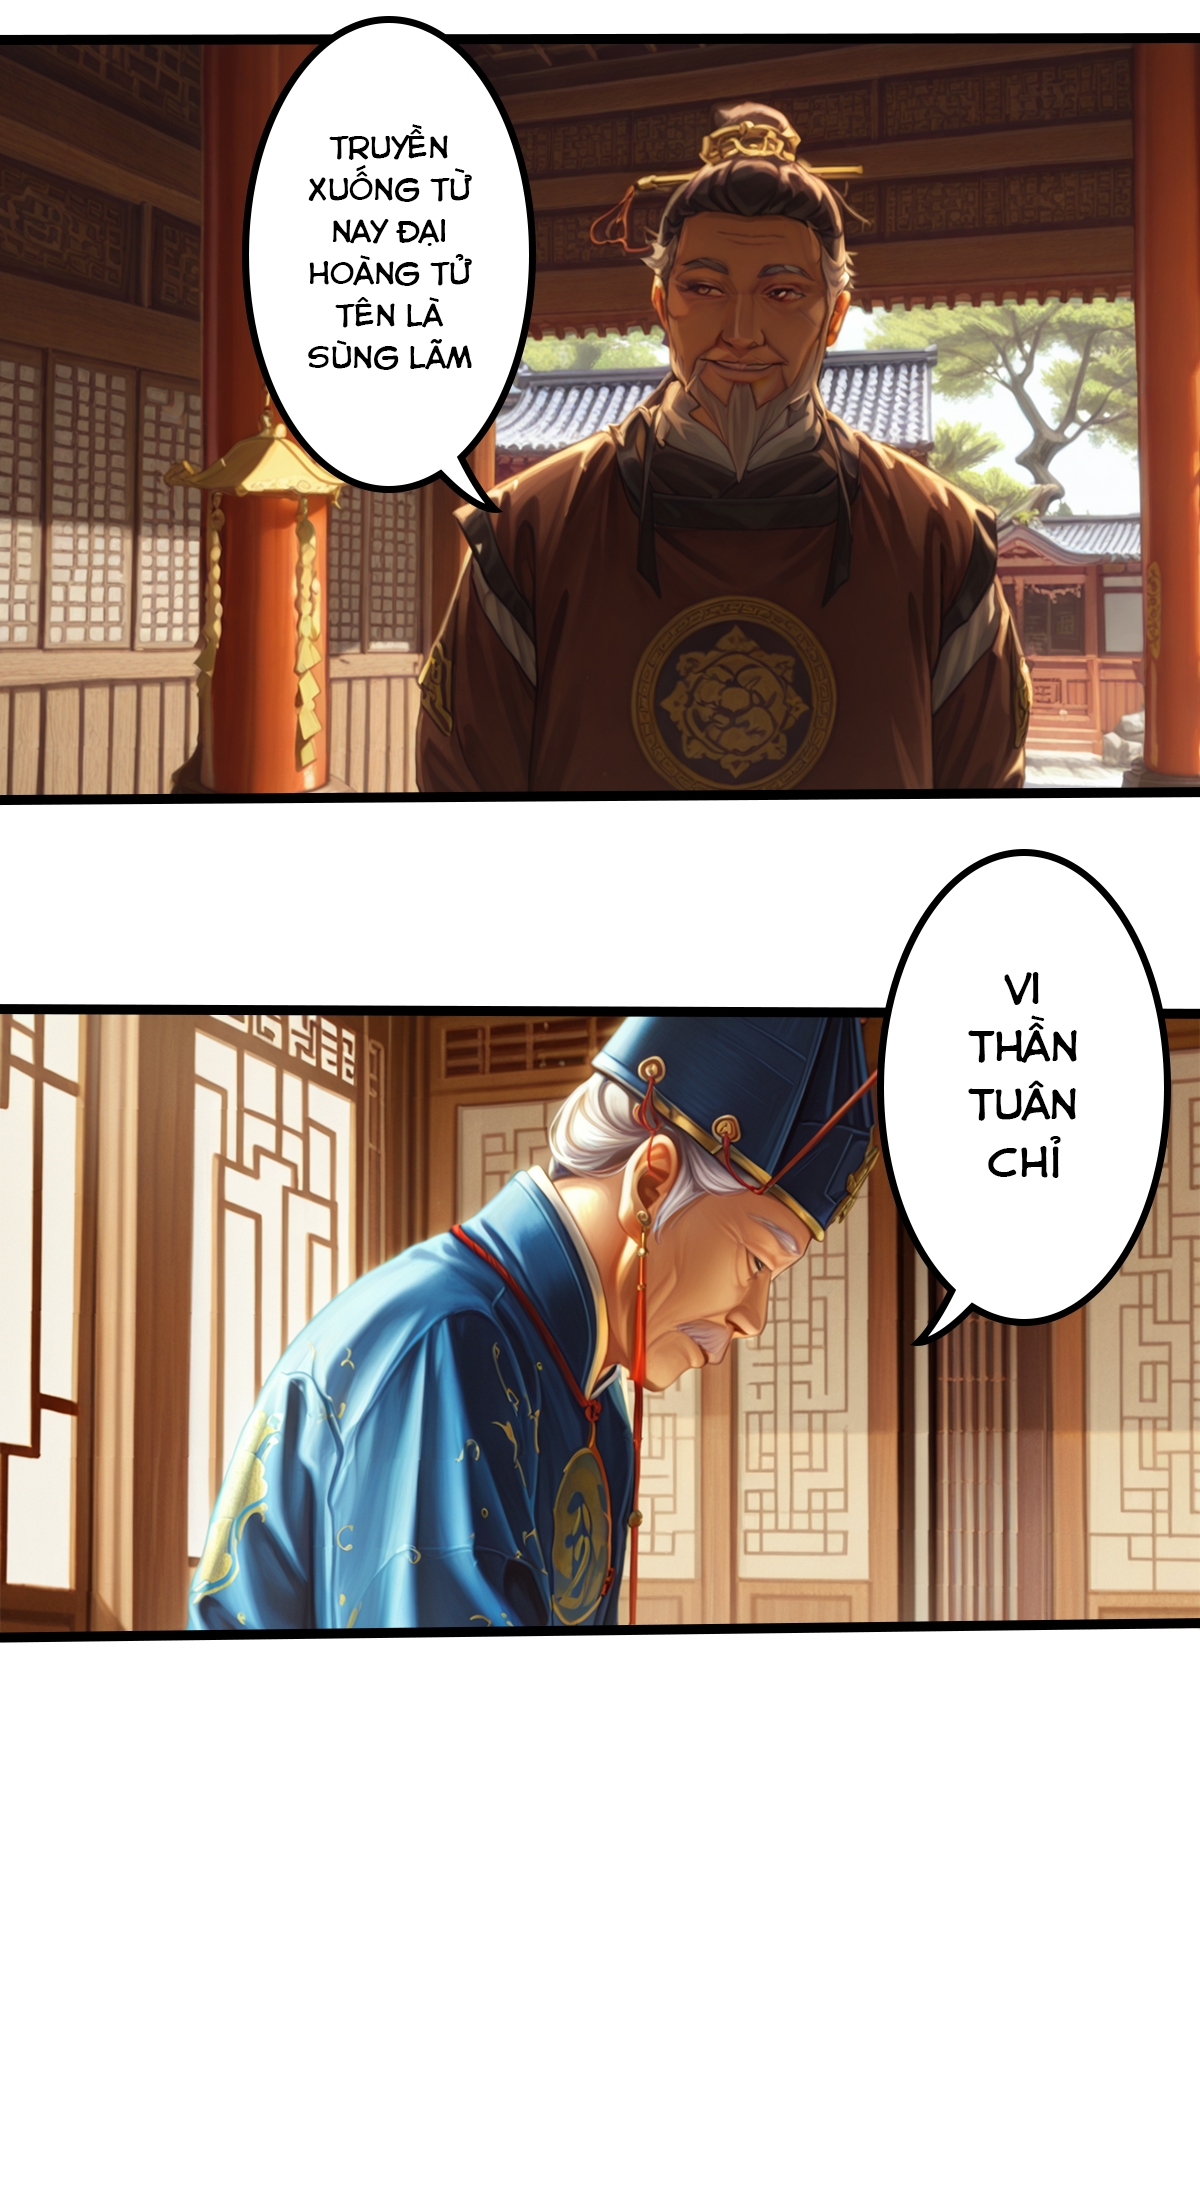 TRUYỀN
XUỐNG TỪ
NAY ĐẠI
HOÀNG TỬ
TÊN LÀ
SÙNG LÃM
VI
THẦN
TUÂN
CHỈ